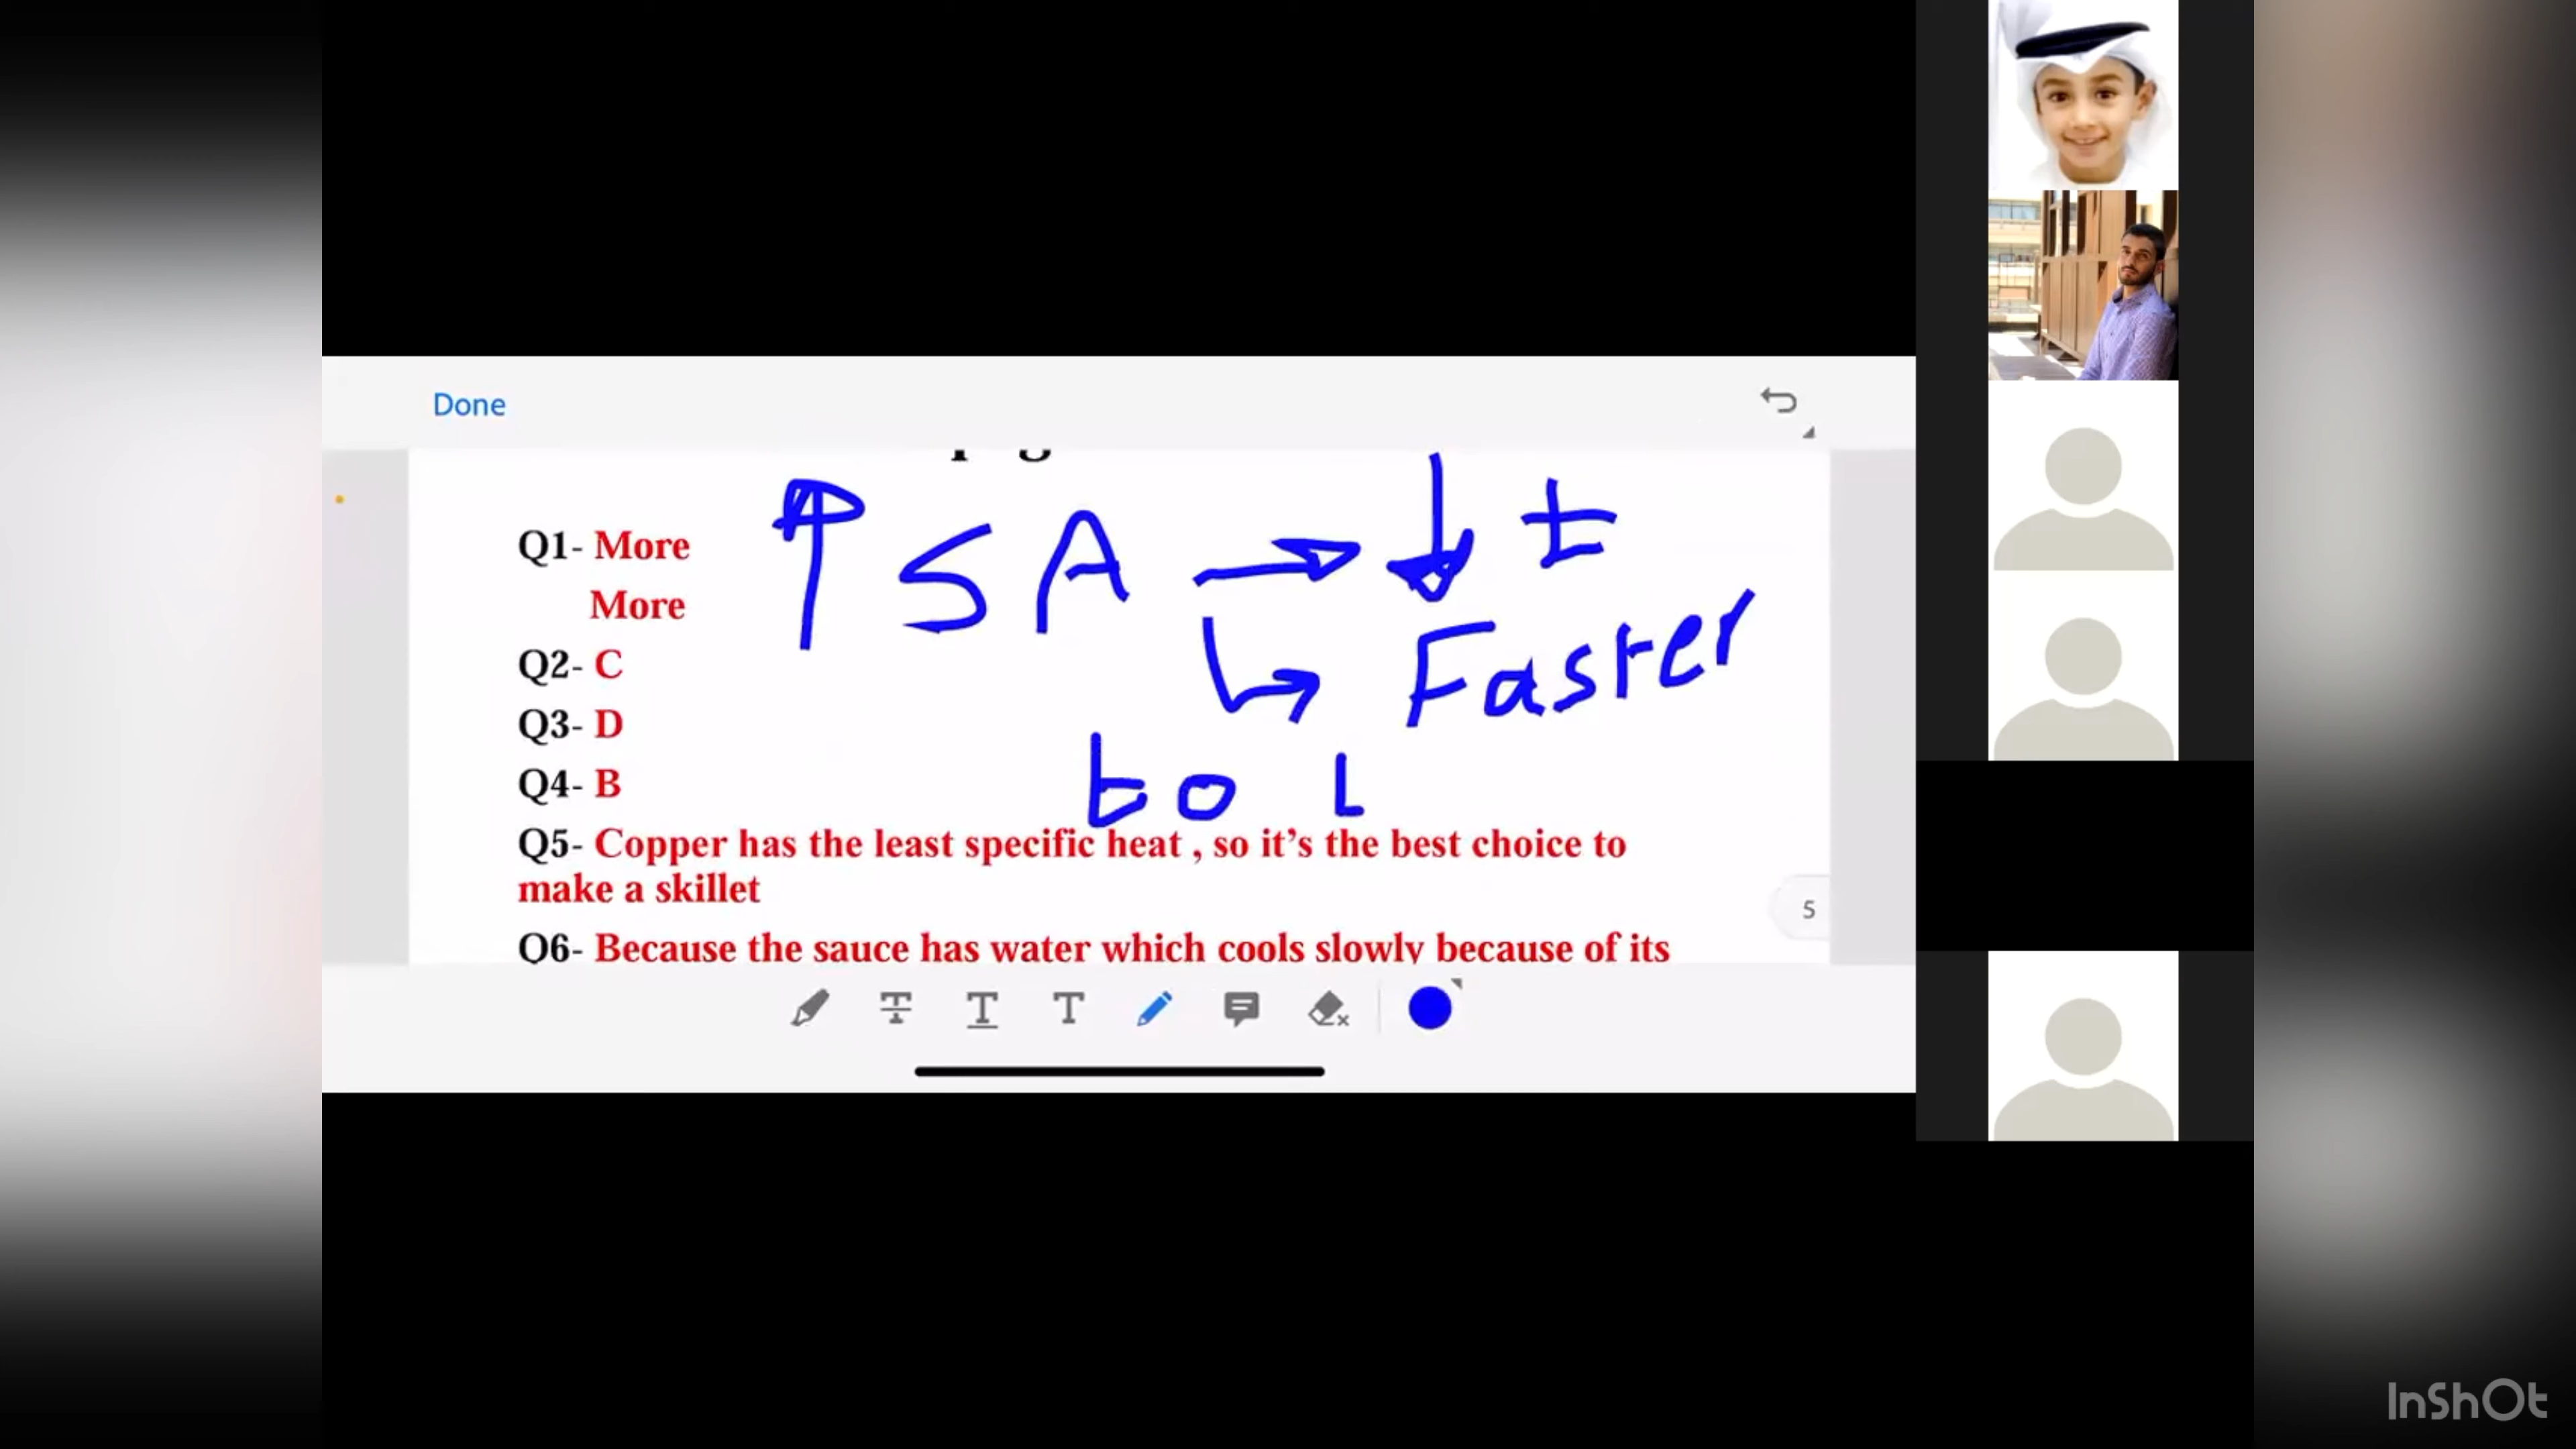 Done
Q1- More
More
↑ SA → ↓ t
↳ Faster
to l
Q2- C
Q3- D
Q4- B
Q5- Copper has the least specific heat , so it's the best choice to
make a skillet
Q6- Because the sauce has water which cools slowly because of its
5
T T T
InShOt